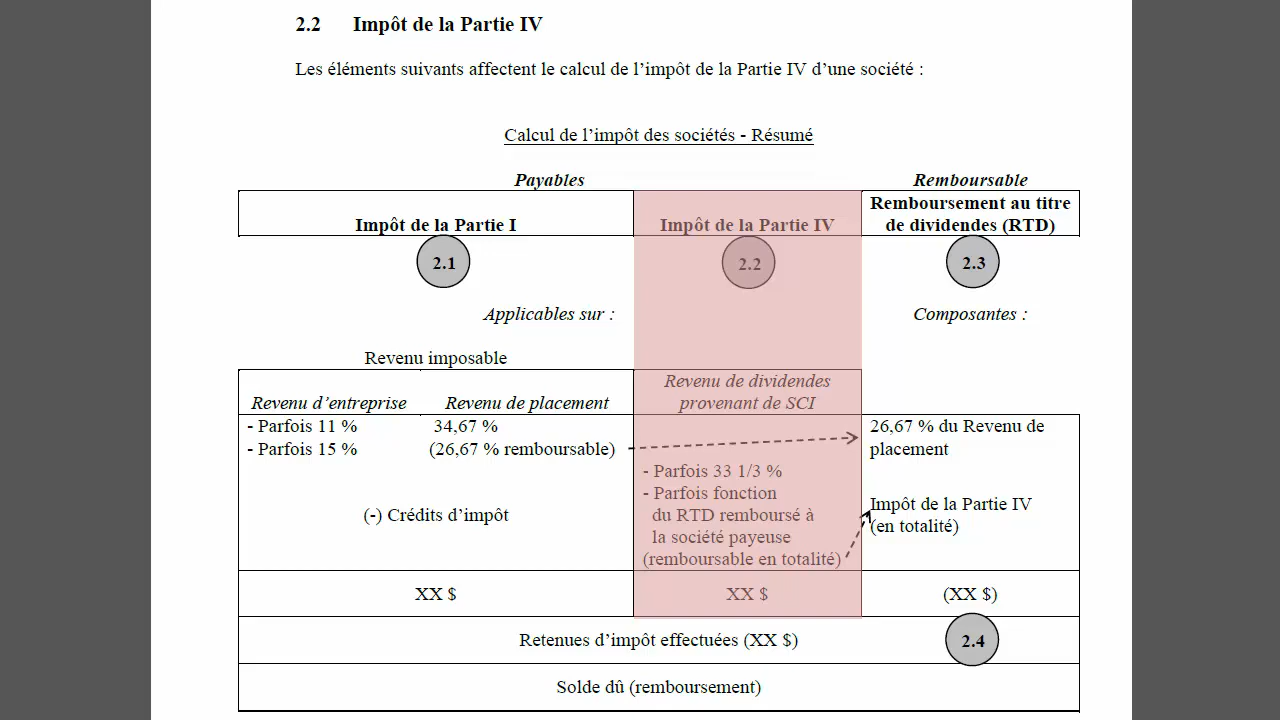 2.2 Impôt de la Partie IV
Les éléments suivants affectent le calcul de l'impôt de la Partie IV d'une société :
Calcul de l'impôt des sociétés - Résumé
Payables
Remboursable
Impôt de la Partie I
Impôt de la Partie IV
Remboursement au titre
de dividendes (RTD)
2.1
2.2
2.3
Applicables sur :
Composantes :
Revenu imposable
Revenu d'entreprise
Revenu de placement
Revenu de dividendes
provenant de SCI
- Parfois 11 %
- Parfois 15 %
34,67 %
(26,67 % remboursable)
(-) Crédits d'impôt
- Parfois 33 1/3 %
- Parfois fonction
du RTD remboursé à
la société payeuse
(remboursable en totalité)
26,67 % du Revenu de
placement
Impôt de la Partie IV
(en totalité)
XX $
XX $
(XX $)
Retenues d'impôt effectuées (XX $)
2.4
Solde dû (remboursement)